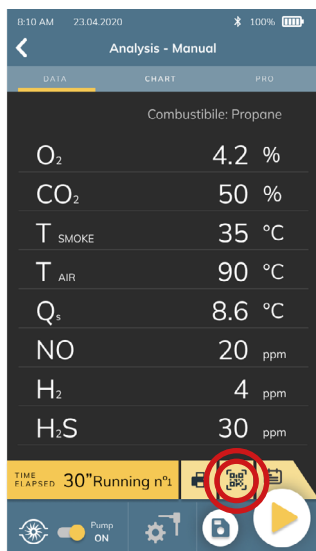 8:10 AM 23.04.2020 100%
Analysis - Manual
DATA CHART PRO
Combustibile: Propane
O₂ 4.2 %
CO₂ 50 %
T SMOKE 35 °C
T AIR 90 °C
Qs 8.6 °C
NO 20 ppm
H₂ 4 ppm
H₂S 30 ppm
TIME
ELAPSED 30" Running n°1
Pump
ON